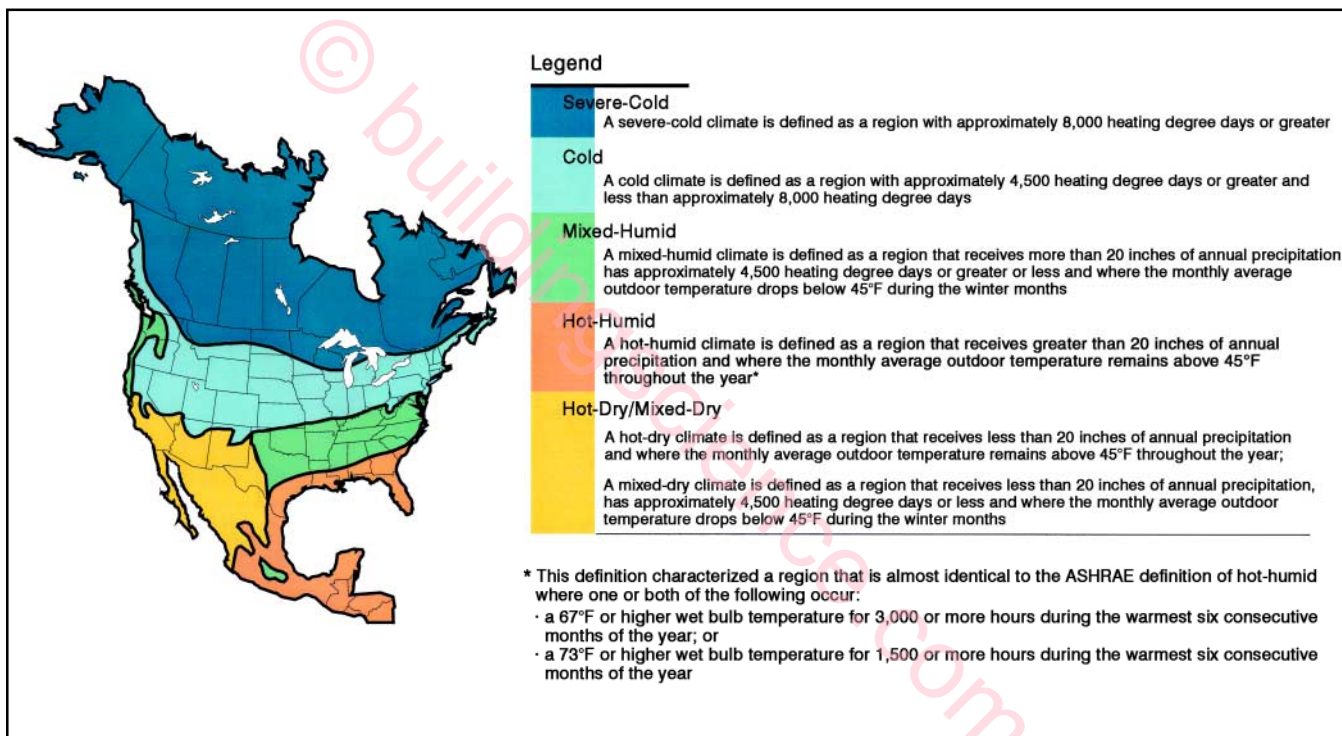 Legend
Severe-Cold
A severe-cold climate is defined as a region with approximately 8,000 heating degree days or greater
Cold
A cold climate is defined as a region with approximately 4,500 heating degree days or greater and
less than approximately 8,000 heating degree days
Mixed-Humid
A mixed-humid climate is defined as a region that receives more than 20 inches of annual precipitation
has approximately 4,500 heating degree days or greater or less and where the monthly average
outdoor temperature drops below 45°F during the winter months
Hot-Humid
A hot-humid climate is defined as a region that receives greater than 20 inches of annual
precipitation and where the monthly average outdoor temperature remains above 45°F
throughout the year*
Hot-Dry/Mixed-Dry
A hot-dry climate is defined as a region that receives less than 20 inches of annual precipitation
and where the monthly average outdoor temperature remains above 45°F throughout the year;
A mixed-dry climate is defined as a region that receives less than 20 inches of annual precipitation,
has approximately 4,500 heating degree days or less and where the monthly average outdoor
temperature drops below 45°F during the winter months
* This definition characterized a region that is almost identical to the ASHRAE definition of hot-humid
where one or both of the following occur:
· a 67°F or higher wet bulb temperature for 3,000 or more hours during the warmest six consecutive
months of the year; or
· a 73°F or higher wet bulb temperature for 1,500 or more hours during the warmest six consecutive
months of the year
© buildingscience.com